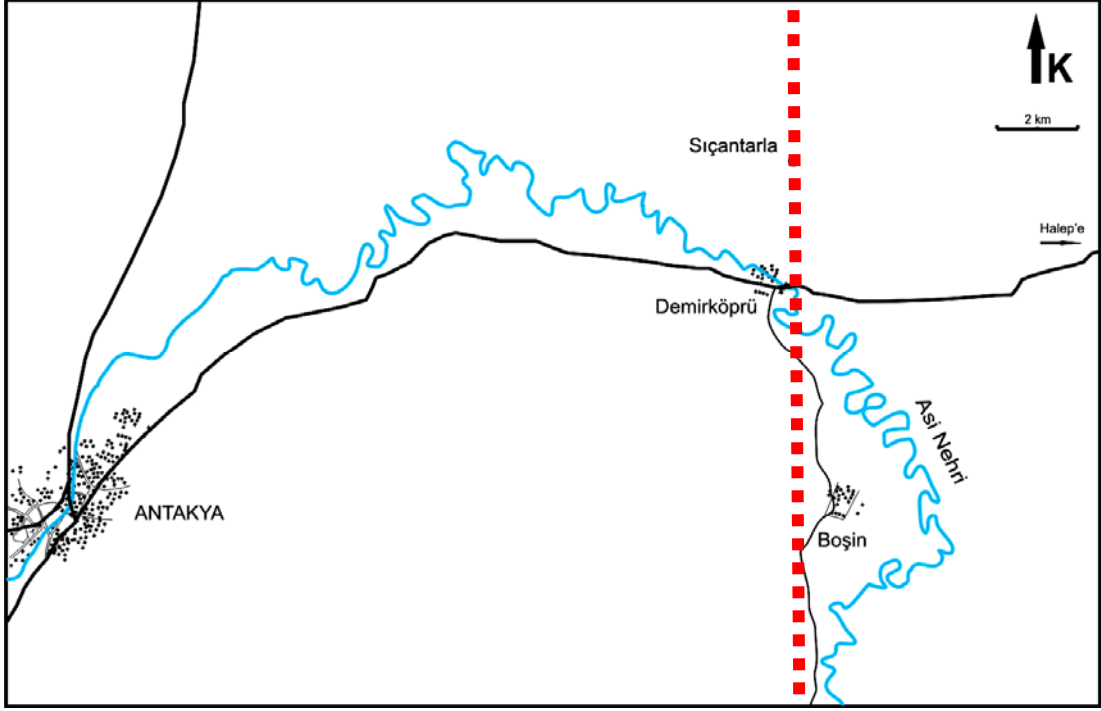 K
2 km
Sıçantarla
Halep'e
Demirköprü
Asi Nehri
ANTAKYA
Boşin